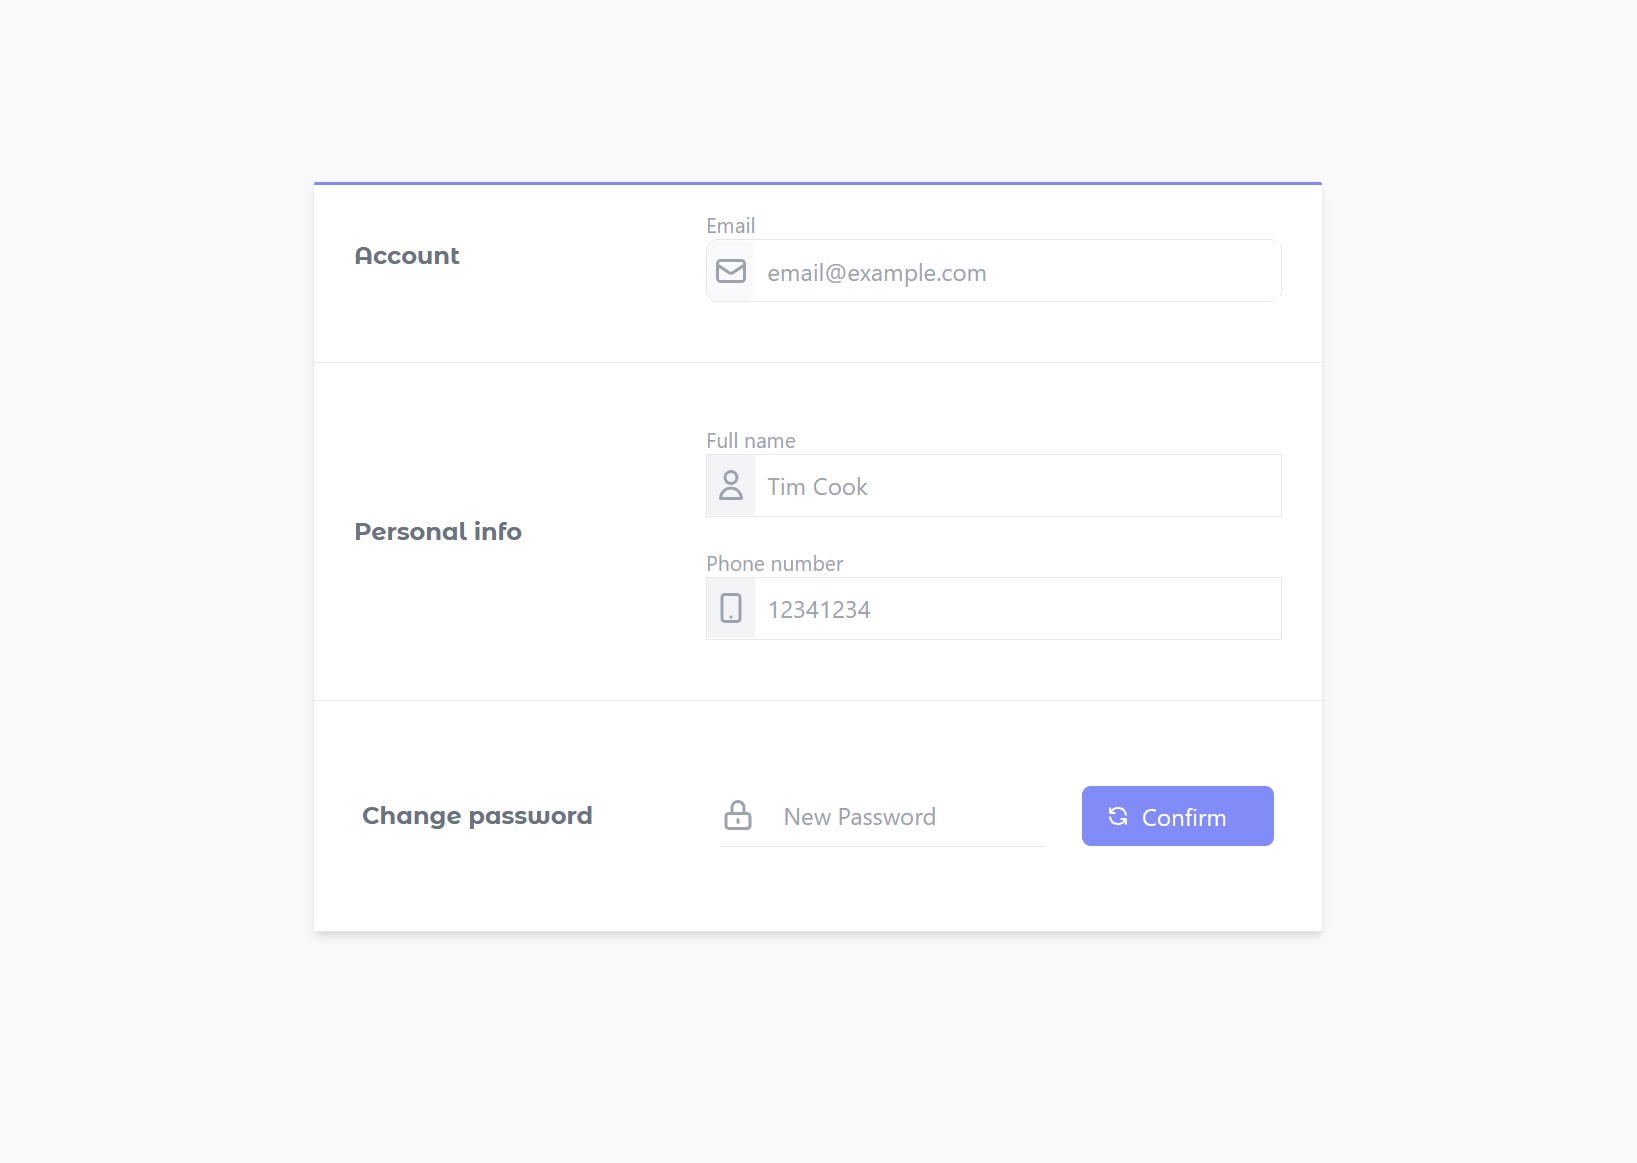 Account
Email
email@example.com
Personal info
Full name
Tim Cook
Phone number
12341234
Change password
New Password
Confirm